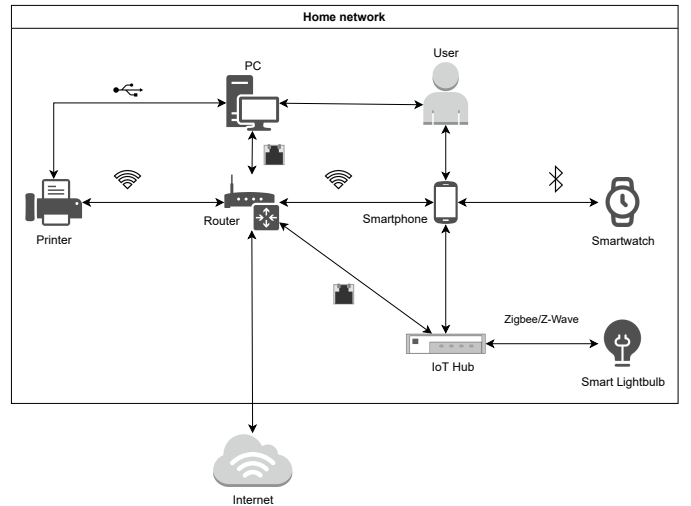 Home network
User
PC
Router
Smartphone
Printer
Smartwatch
Zigbee/Z-Wave
IoT Hub
Smart Lightbulb
Internet